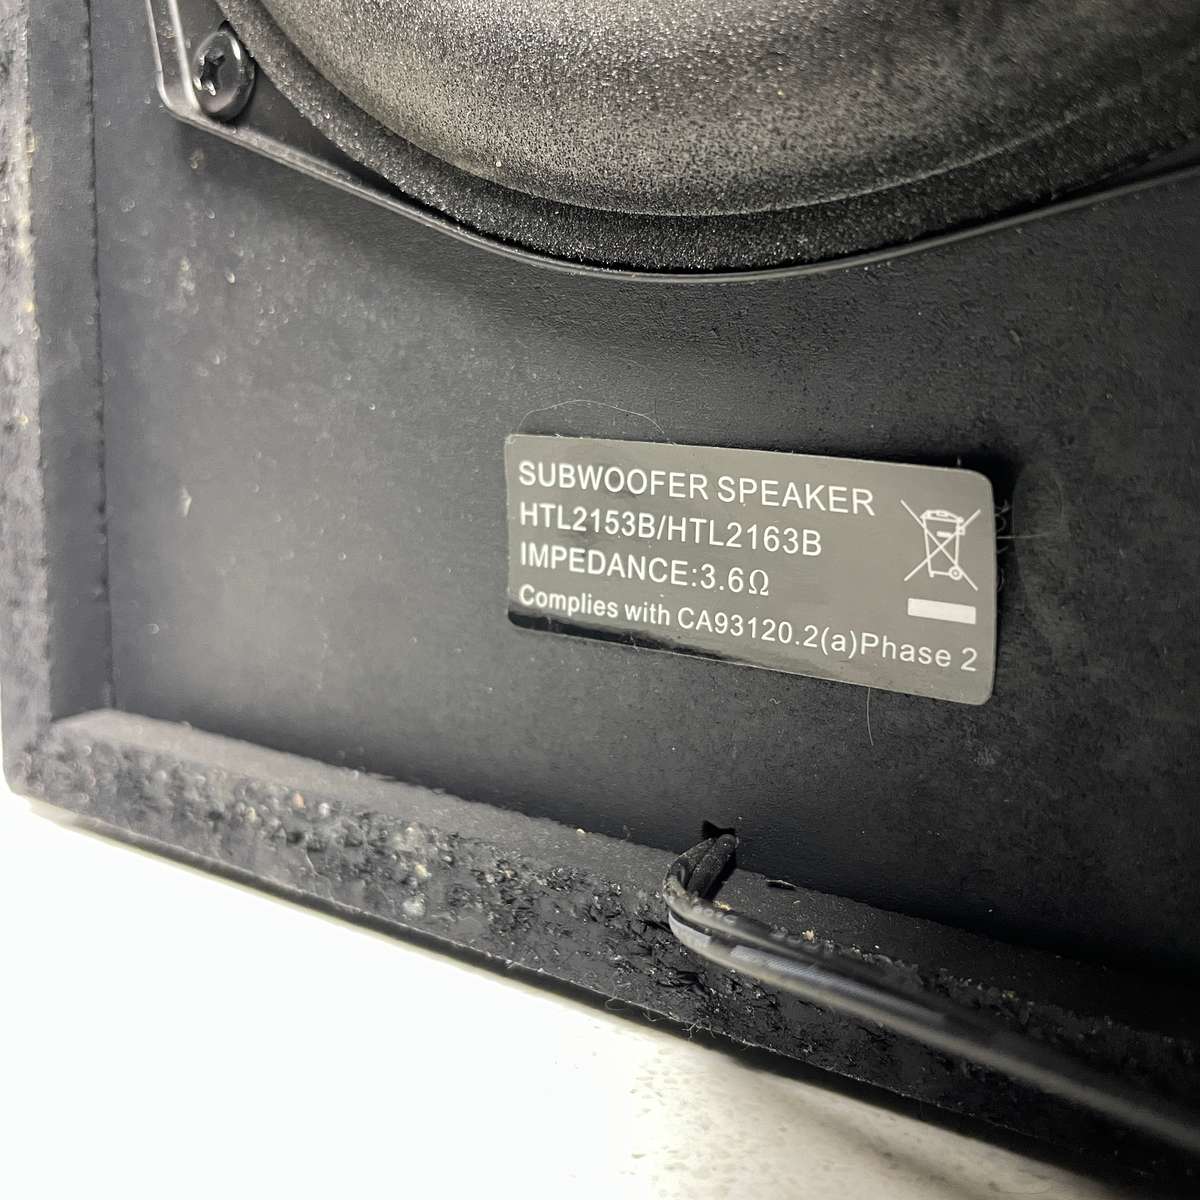 SUBWOOFER SPEAKER
HTL2153B/HTL2163B
IMPEDANCE:3.6Ω
Complies with CA93120.2(a)Phase 2